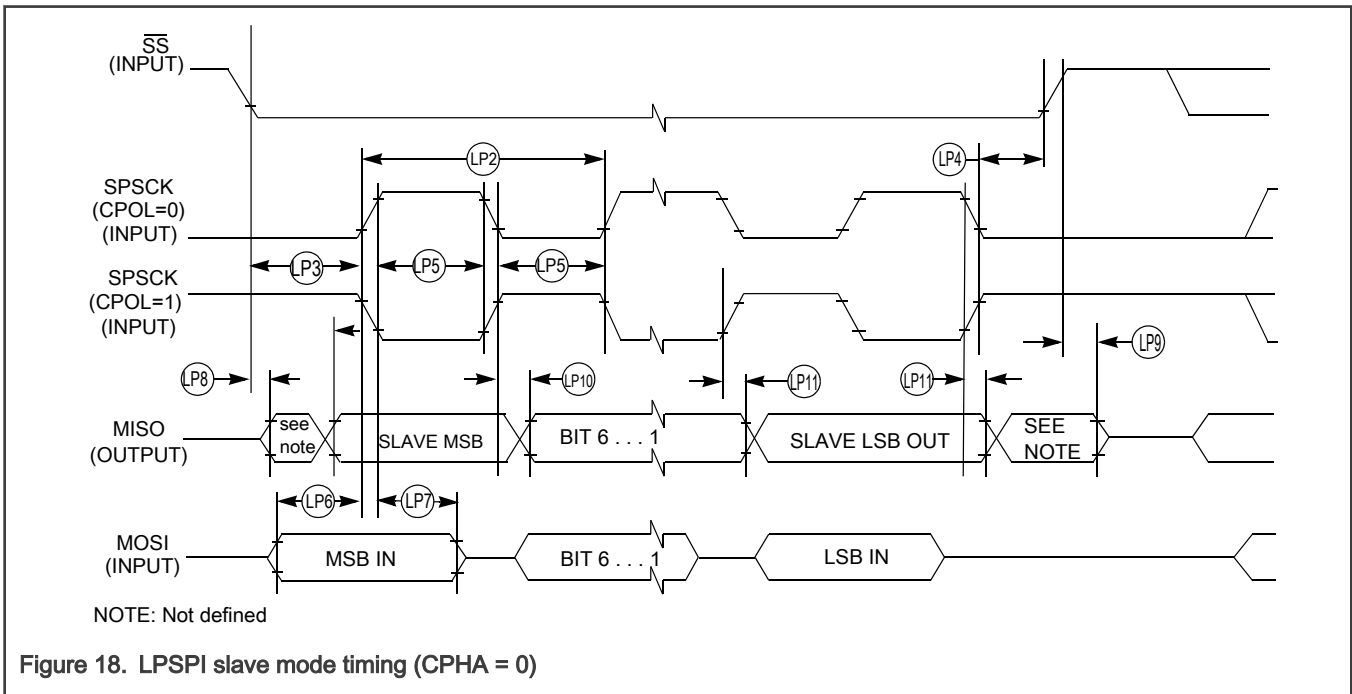 SS
(INPUT)
LP2
LP4
SPSCK
(CPOL=0)
(INPUT)
LP3
LP5
LP5
SPSCK
(CPOL=1)
(INPUT)
LP9
LP8
LP10
LP11
LP11
MISO
(OUTPUT)
see
note
SLAVE MSB
BIT 6 . . . 1
SLAVE LSB OUT
SEE
NOTE
LP6
LP7
MOSI
(INPUT)
MSB IN
BIT 6 . . . 1
LSB IN
NOTE: Not defined
Figure 18. LPSPI slave mode timing (CPHA = 0)